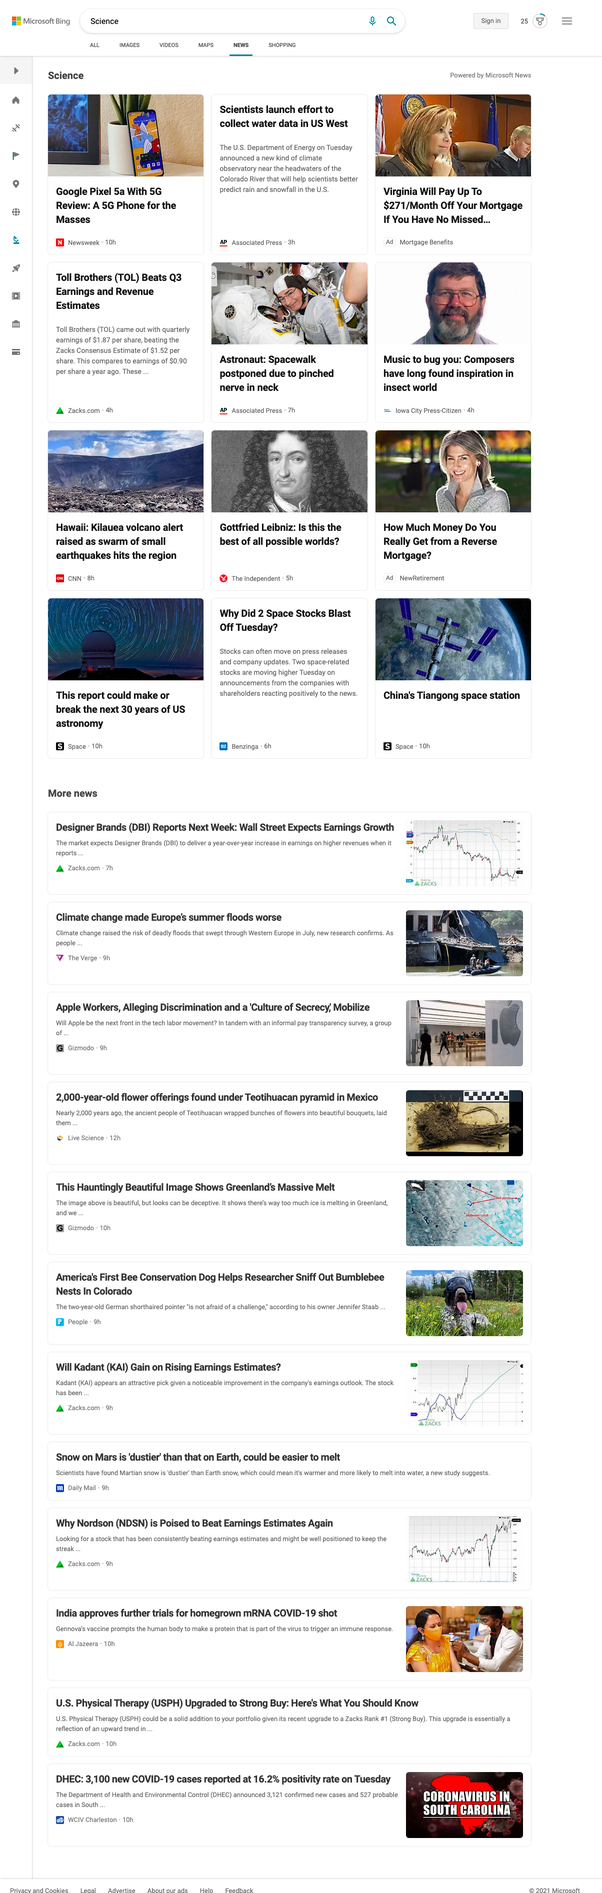 Microsoft Bing
Science
Sign in
25
ALL
IMAGES
VIDEOS
MAPS
NEWS
SHOPPING
Science
Powered by Microsoft News
Google Pixel 5a With 5G
Review: A 5G Phone for the
Masses
Newsweek · 10h
Scientists launch effort to
collect water data in US West
The U.S. Department of Energy on Tuesday
announced a new kind of climate
observatory near the headwaters of the
Colorado River that will help scientists better
predict rain and snowfall in the U.S.
AP Associated Press · 3h
Virginia Will Pay Up To
$271/Month Off Your Mortgage
If You Have No Missed...
Ad Mortgage Benefits
Toll Brothers (TOL) Beats Q3
Earnings and Revenue
Estimates
Toll Brothers (TOL) came out with quarterly
earnings of $1.87 per share, beating the
Zacks Consensus Estimate of $1.52 per
share. This compares to earnings of $0.90
per share a year ago. These ...
Zacks.com · 4h
Astronaut: Spacewalk
postponed due to pinched
nerve in neck
AP Associated Press · 7h
Music to bug you: Composers
have long found inspiration in
insect world
Iowa City Press-Citizen · 4h
Hawaii: Kilauea volcano alert
raised as swarm of small
earthquakes hits the region
CNN · 8h
Gottfried Leibniz: Is this the
best of all possible worlds?
The Independent · 5h
How Much Money Do You
Really Get from a Reverse
Mortgage?
Ad NewRetirement
This report could make or
break the next 30 years of US
astronomy
S Space · 10h
Why Did 2 Space Stocks Blast
Off Tuesday?
Stocks can often move on press releases
and company updates. Two space-related
stocks are moving higher Tuesday on
announcements from the companies with
shareholders reacting positively to the news.
Benzinga · 6h
China's Tiangong space station
S Space · 10h
More news
Designer Brands (DBI) Reports Next Week: Wall Street Expects Earnings Growth
The market expects Designer Brands (DBI) to deliver a year-over-year increase in earnings on higher revenues when it
reports ...
Zacks.com · 7h
ZACKS
Climate change made Europe's summer floods worse
Climate change raised the risk of deadly floods that swept through Western Europe in July, new research confirms. As
people ...
The Verge · 9h
Apple Workers, Alleging Discrimination and a 'Culture of Secrecy,' Mobilize
Will Apple be the next front in the tech labor movement? In tandem with an informal pay transparency survey, a group
of ...
G Gizmodo · 9h
2,000-year-old flower offerings found under Teotihuacan pyramid in Mexico
Nearly 2,000 years ago, the ancient people of Teotihuacan wrapped bunches of flowers into beautiful bouquets, laid
them ...
Live Science · 12h
This Hauntingly Beautiful Image Shows Greenland's Massive Melt
The image above is beautiful, but looks can be deceptive. It shows there's way too much ice is melting in Greenland,
and we ...
G Gizmodo · 10h
America's First Bee Conservation Dog Helps Researcher Sniff Out Bumblebee
Nests In Colorado
The two-year-old German shorthaired pointer "is not afraid of a challenge," according to his owner Jennifer Staab ...
P People · 9h
Will Kadant (KAI) Gain on Rising Earnings Estimates?
Kadant (KAI) appears an attractive pick given a noticeable improvement in the company's earnings outlook. The stock
has been ...
Zacks.com · 9h
ZACKS
Snow on Mars is 'dustier' than that on Earth, could be easier to melt
Scientists have found Martian snow is 'dustier' than Earth snow, which could mean it's warmer and more likely to melt into water, a new study suggests.
Daily Mail · 9h
Why Nordson (NDSN) is Poised to Beat Earnings Estimates Again
Looking for a stock that has been consistently beating earnings estimates and might be well positioned to keep the
streak ...
Zacks.com · 9h
ZACKS
India approves further trials for homegrown mRNA COVID-19 shot
Gennova's vaccine prompts the human body to make a protein that is part of the virus to trigger an immune response.
Al Jazeera · 10h
U.S. Physical Therapy (USPH) Upgraded to Strong Buy: Here's What You Should Know
U.S. Physical Therapy (USPH) could be a solid addition to your portfolio given its recent upgrade to a Zacks Rank #1 (Strong Buy). This upgrade is essentially a
reflection of an upward trend in ...
Zacks.com · 10h
DHEC: 3,100 new COVID-19 cases reported at 16.2% positivity rate on Tuesday
The Department of Health and Environmental Control (DHEC) announced 3,121 confirmed new cases and 527 probable
cases in South ...
WCIV Charleston · 10h
CORONAVIRUS IN
SOUTH CAROLINA
Privacy and Cookies
Legal
Advertise
About our ads
Help
Feedback
© 2021 Microsoft